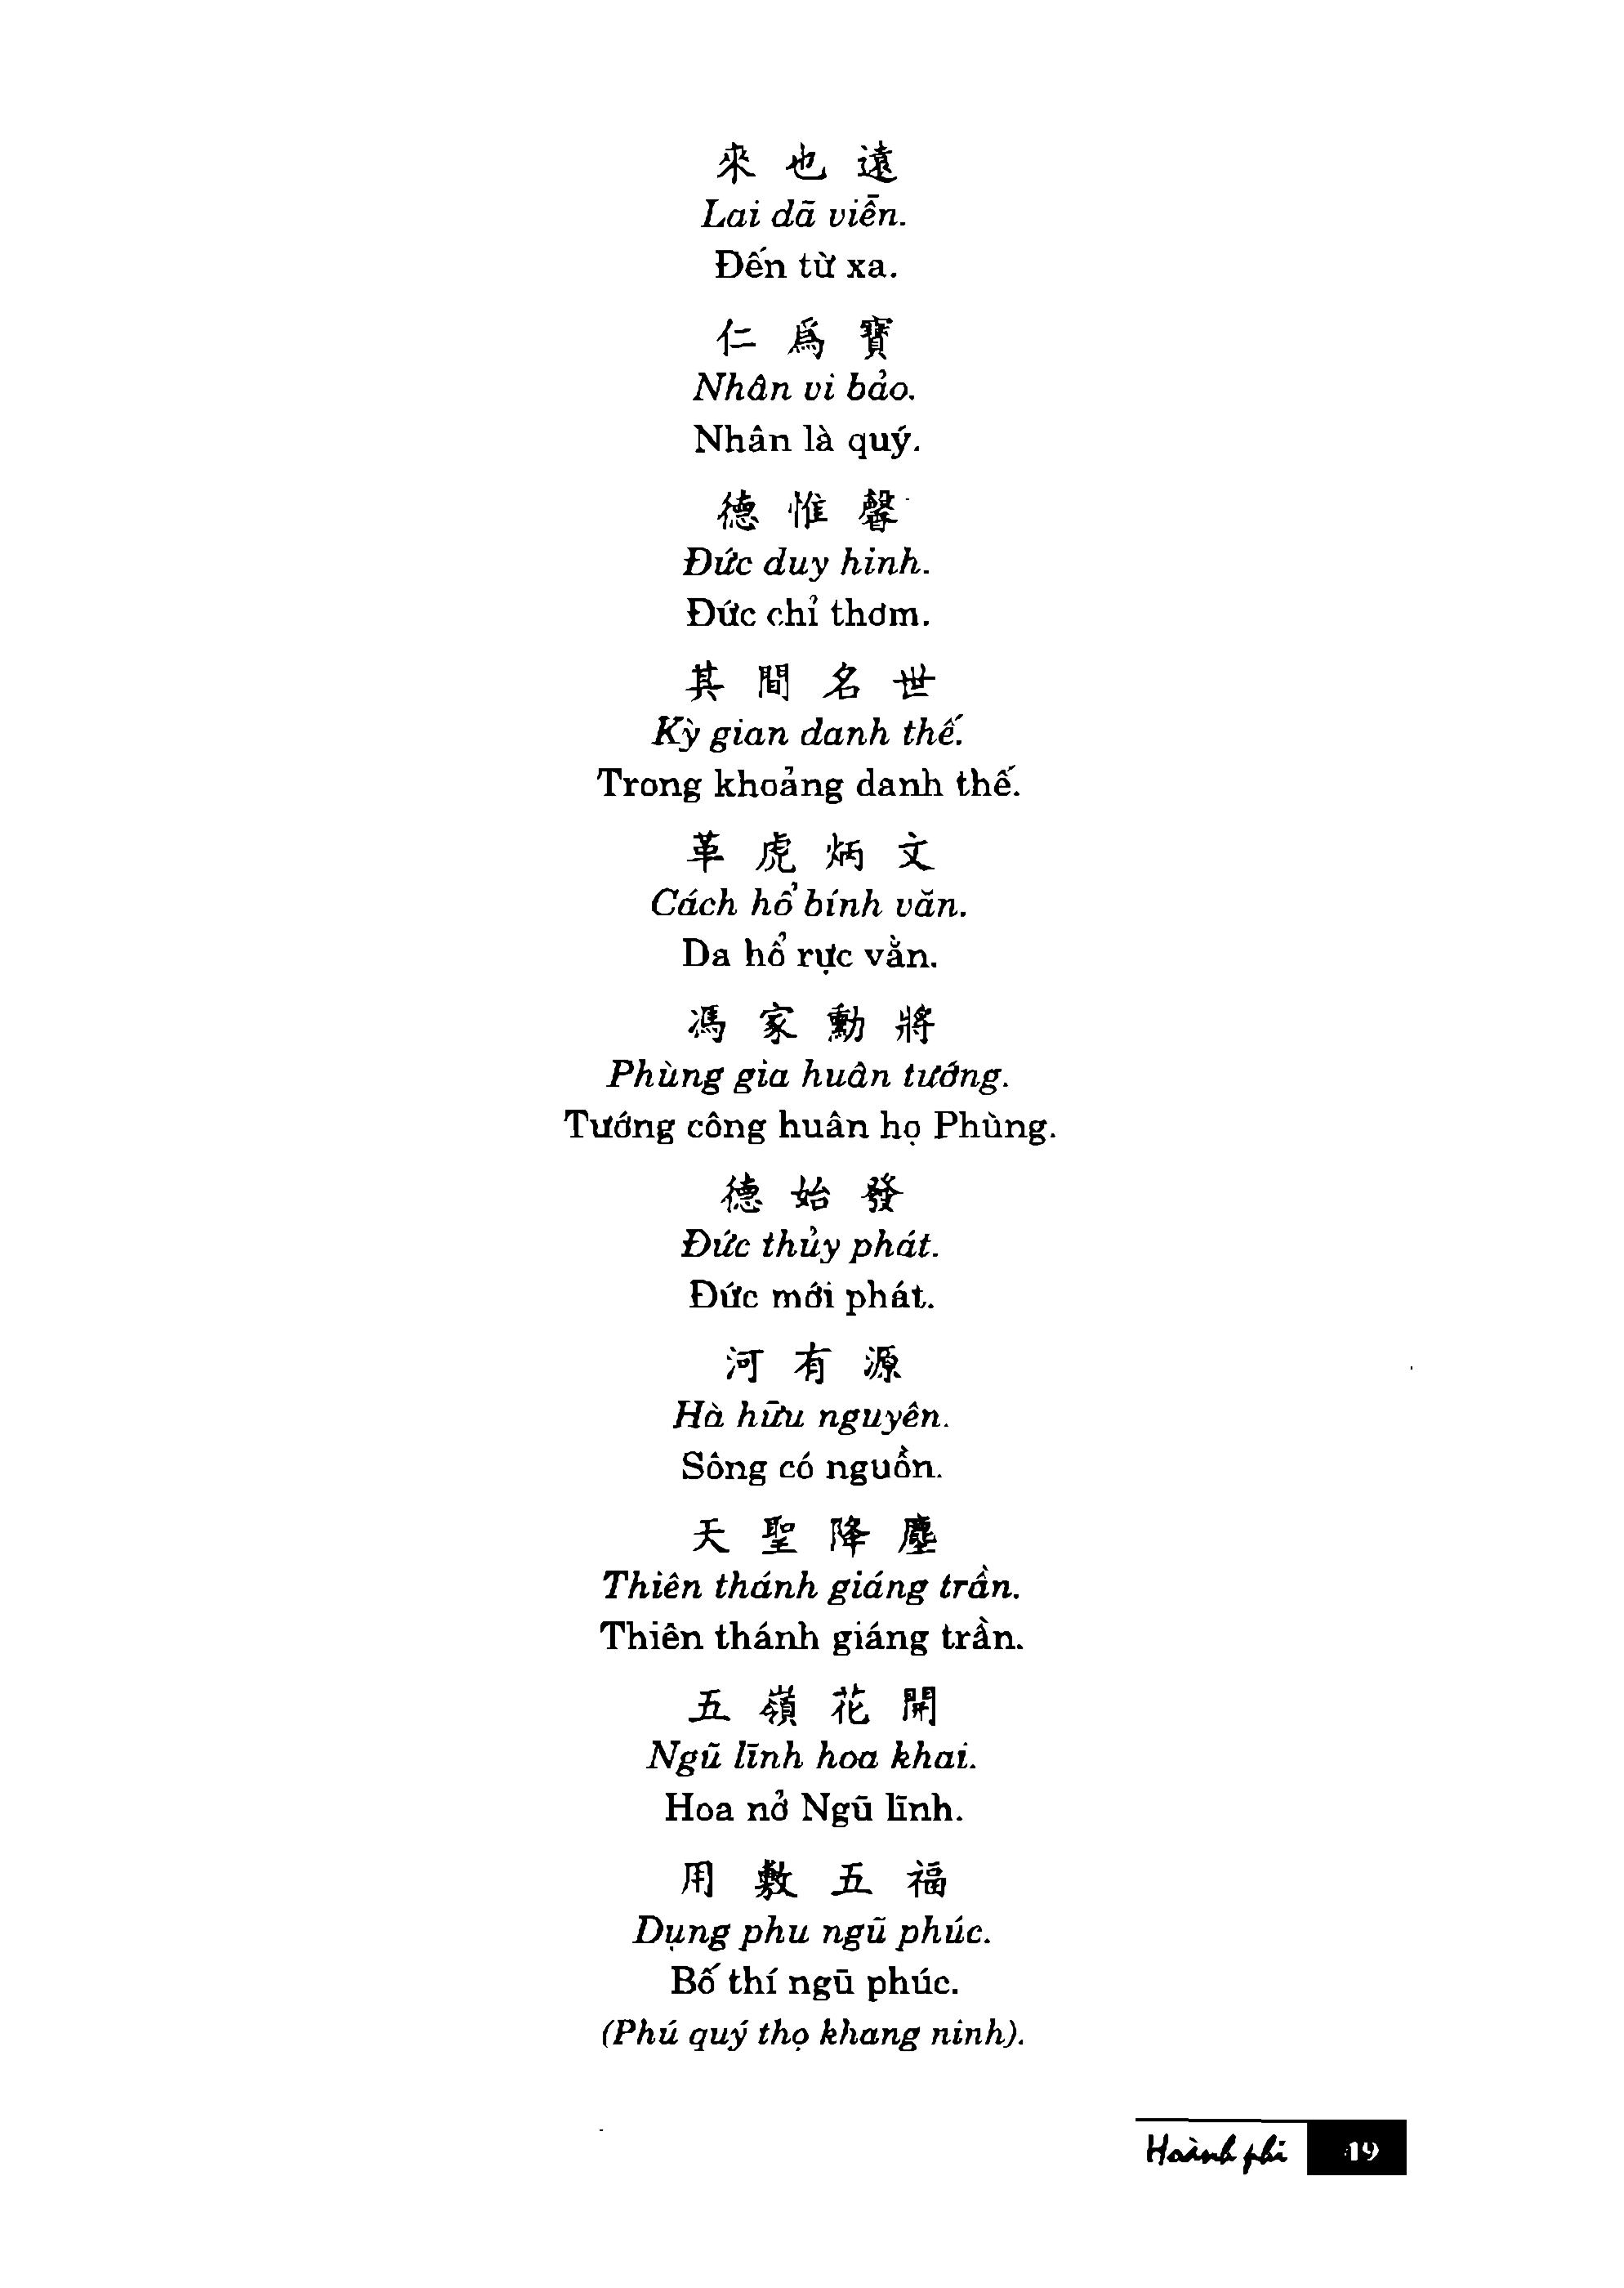 來 也 遠
Lai dã viễn.
Đến từ xa.
仁 爲 寶
Nhân vi bảo.
Nhân là quý.
德 惟 馨
Đức duy hinh.
Đức chỉ thơm.
其 間 名 世
Kỳ gian danh thế.
Trong khoảng danh thế.
革 虎 炳 文
Cách hổ bính văn.
Da hổ rực vằn.
馮 家 勳 將
Phùng gia huân tướng.
Tướng công huân họ Phùng.
德 始 發
Đức thủy phát.
Đức mới phát.
河 有 源
Hà hữu nguyên.
Sông có nguồn.
天 聖 降 塵
Thiên thánh giáng trần.
Thiên thánh giáng trần.
五 嶺 花 開
Ngũ lĩnh hoa khai.
Hoa nở Ngũ lĩnh.
用 敷 五 福
Dụng phu ngũ phúc.
Bố thí ngũ phúc.
(Phú quý thọ khang ninh).
Hoành phi 19